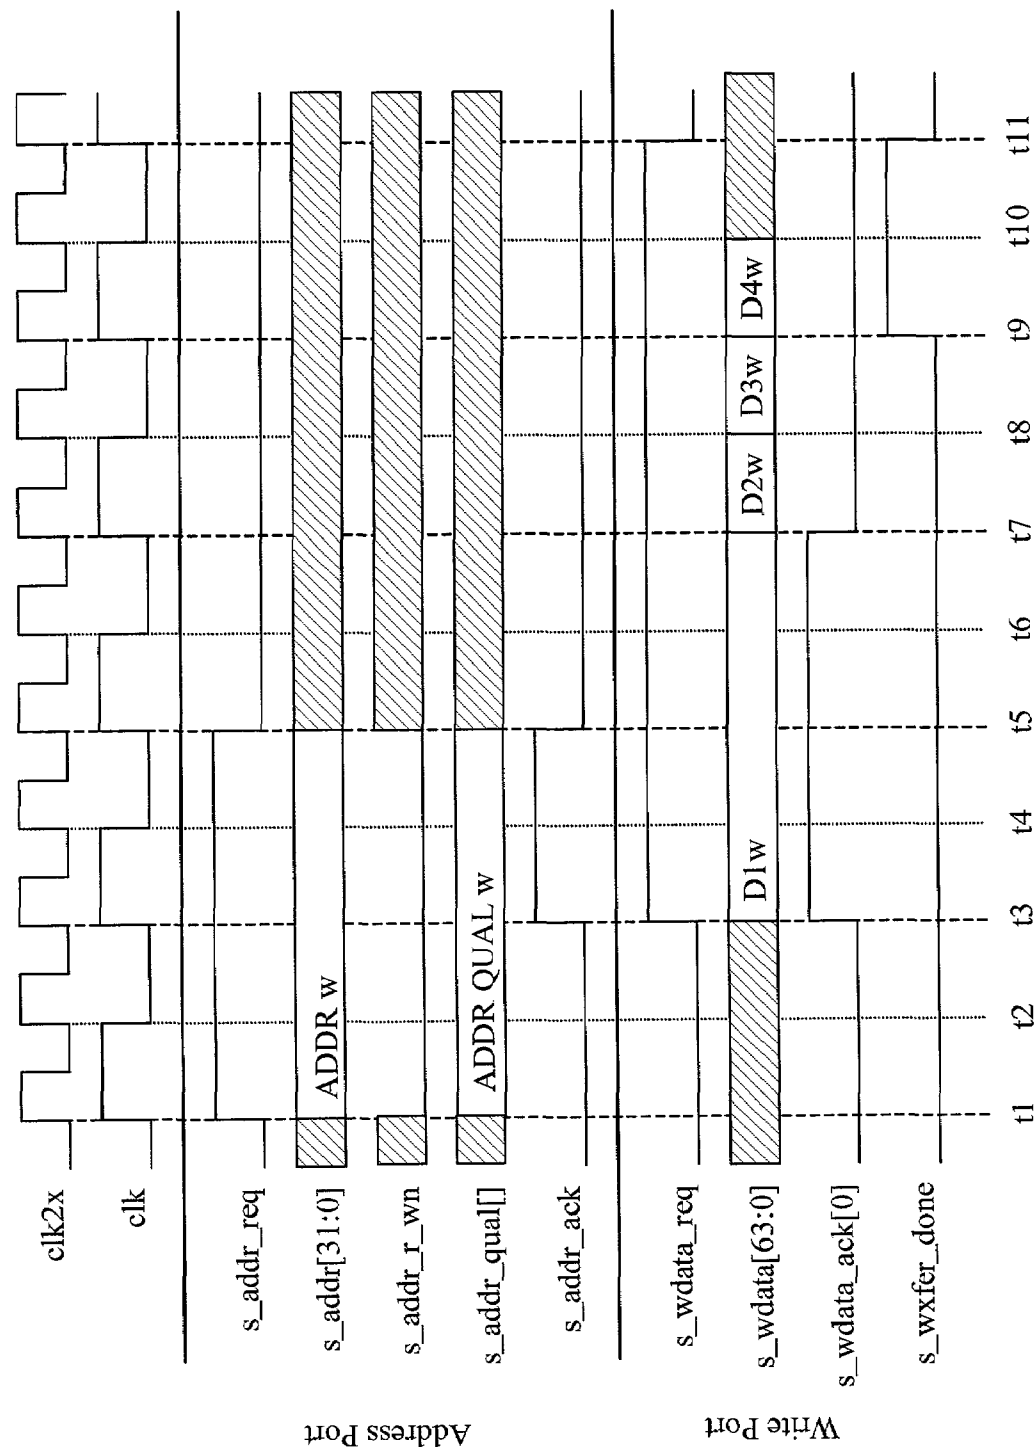 clk2x
clk
Address Port
s_addr_req
s_addr[31:0]
ADDR w
s_addr_r_wn
s_addr_qual[]
ADDR QUAL w
s_addr_ack
Write Port
s_wdata_req
s_wdata[63:0]
D1w
D2w
D3w
D4w
s_wdata_ack[0]
s_wxfer_done
t1
t2
t3
t4
t5
t6
t7
t8
t9
t10
t11